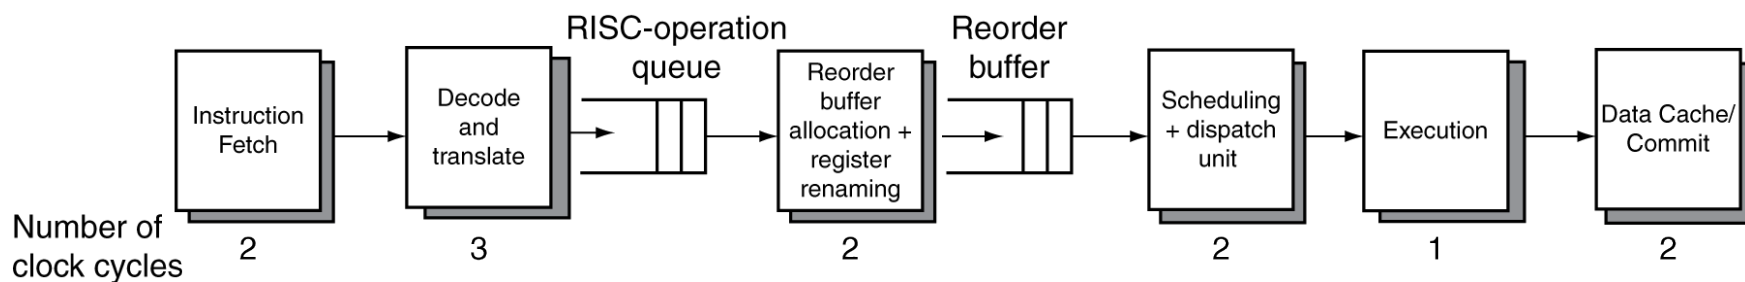 RISC-operation
queue
Reorder
buffer
Instruction
Fetch
Decode
and
translate
Reorder
buffer
allocation +
register
renaming
Scheduling
+ dispatch
unit
Execution
Data Cache/
Commit
Number of
clock cycles
2
3
2
2
1
2